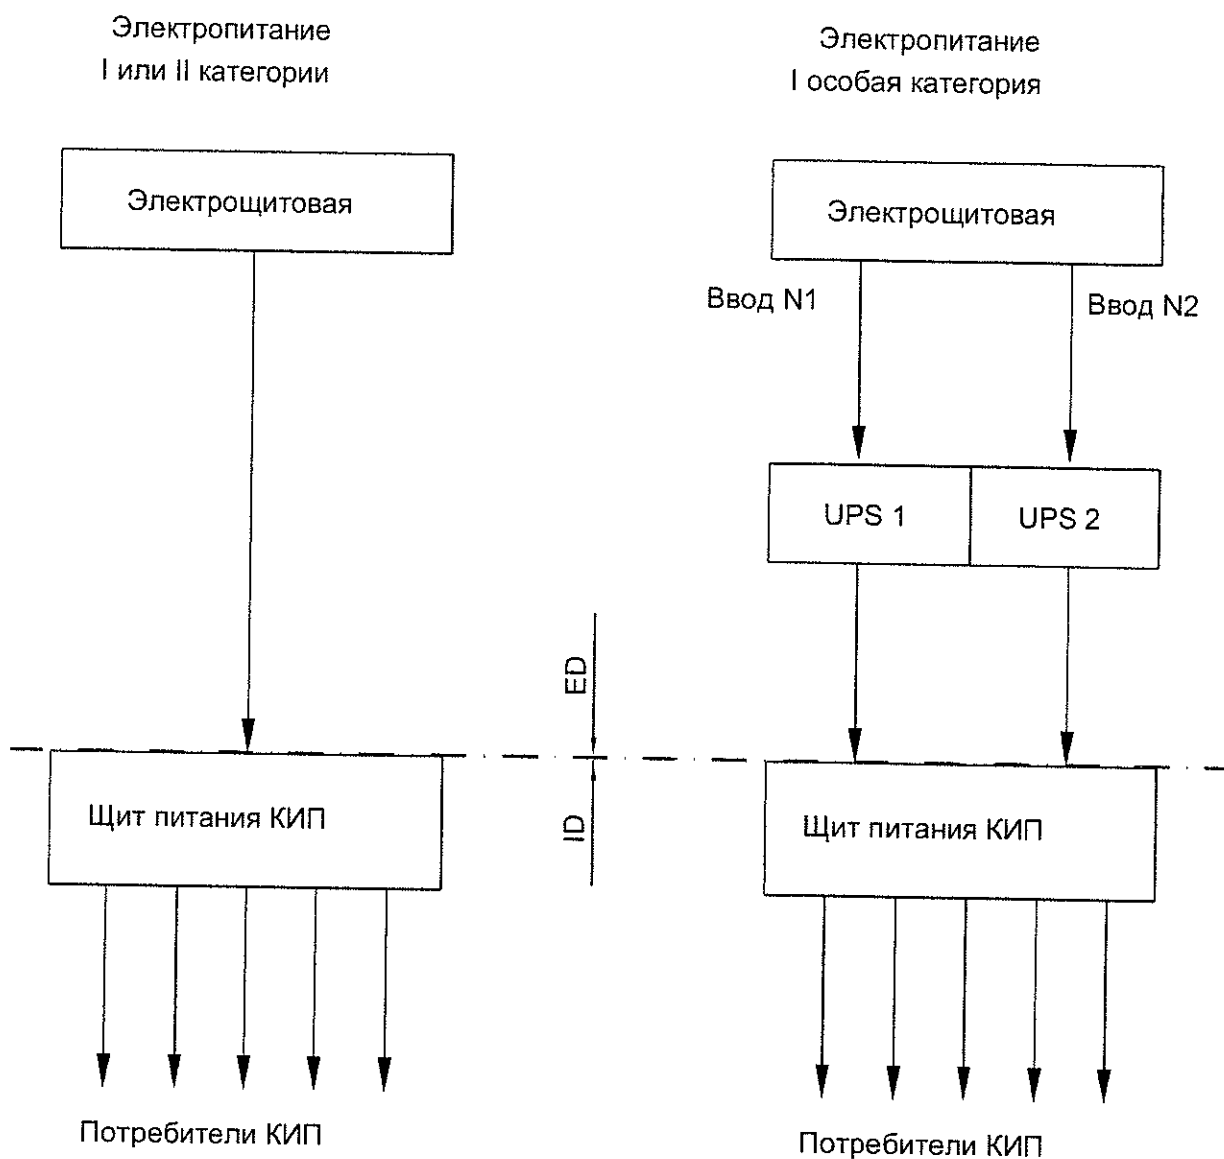 Электропитание
I или II категории
Электрощитовая
Щит питания КИП
Потребители КИП
ED
ID
Электропитание
I особая категория
Электрощитовая
Ввод N1
Ввод N2
UPS 1
UPS 2
Щит питания КИП
Потребители КИП